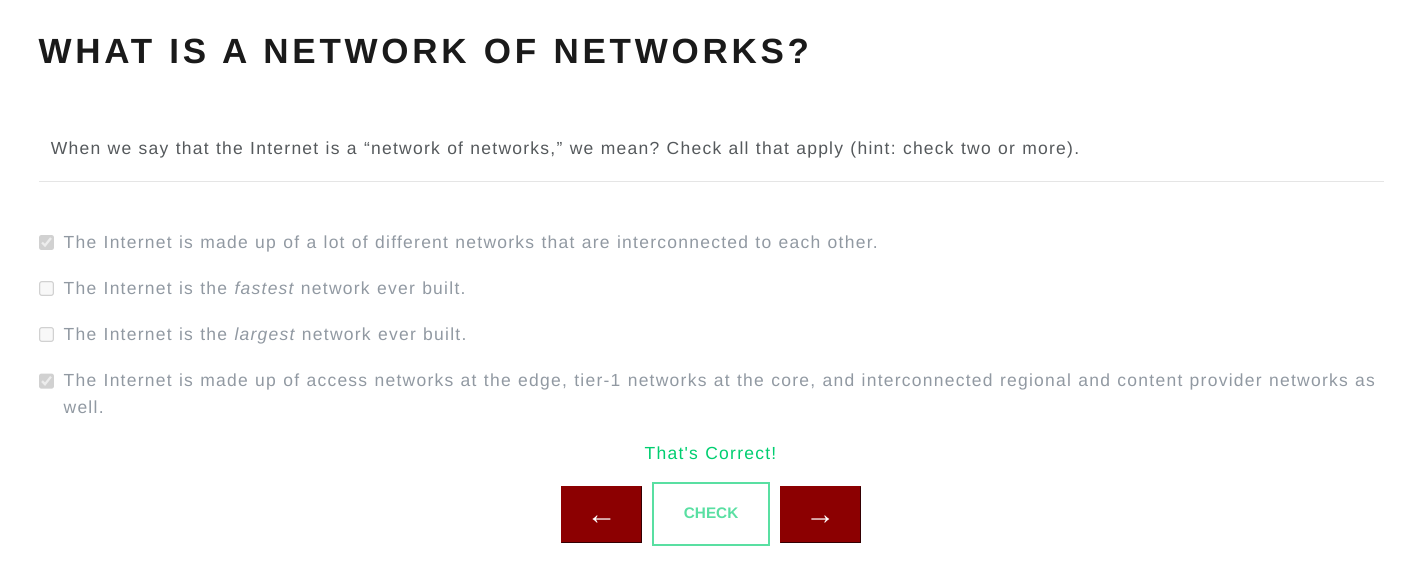 WHAT IS A NETWORK OF NETWORKS?
When we say that the Internet is a “network of networks,” we mean? Check all that apply (hint: check two or more).
The Internet is made up of a lot of different networks that are interconnected to each other.
The Internet is the fastest network ever built.
The Internet is the largest network ever built.
The Internet is made up of access networks at the edge, tier-1 networks at the core, and interconnected regional and content provider networks as
well.
That's Correct!
← CHECK →